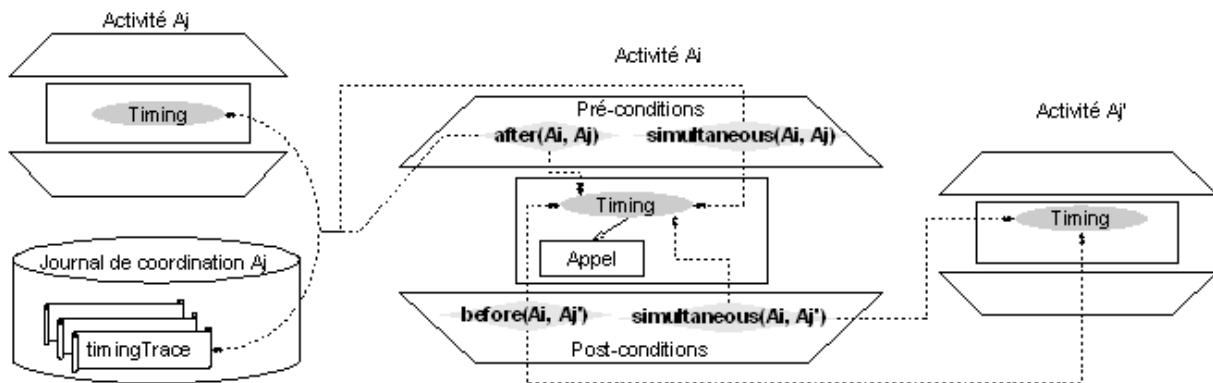 Activité Aj
Timing
Journal de coordination Aj
timingTrace
Activité Ai
Pré-conditions
after(Ai, Aj)
simultaneous(Ai, Aj)
Timing
Appel
before(Ai, Aj')
simultaneous(Ai, Aj')
Post-conditions
Activité Aj'
Timing